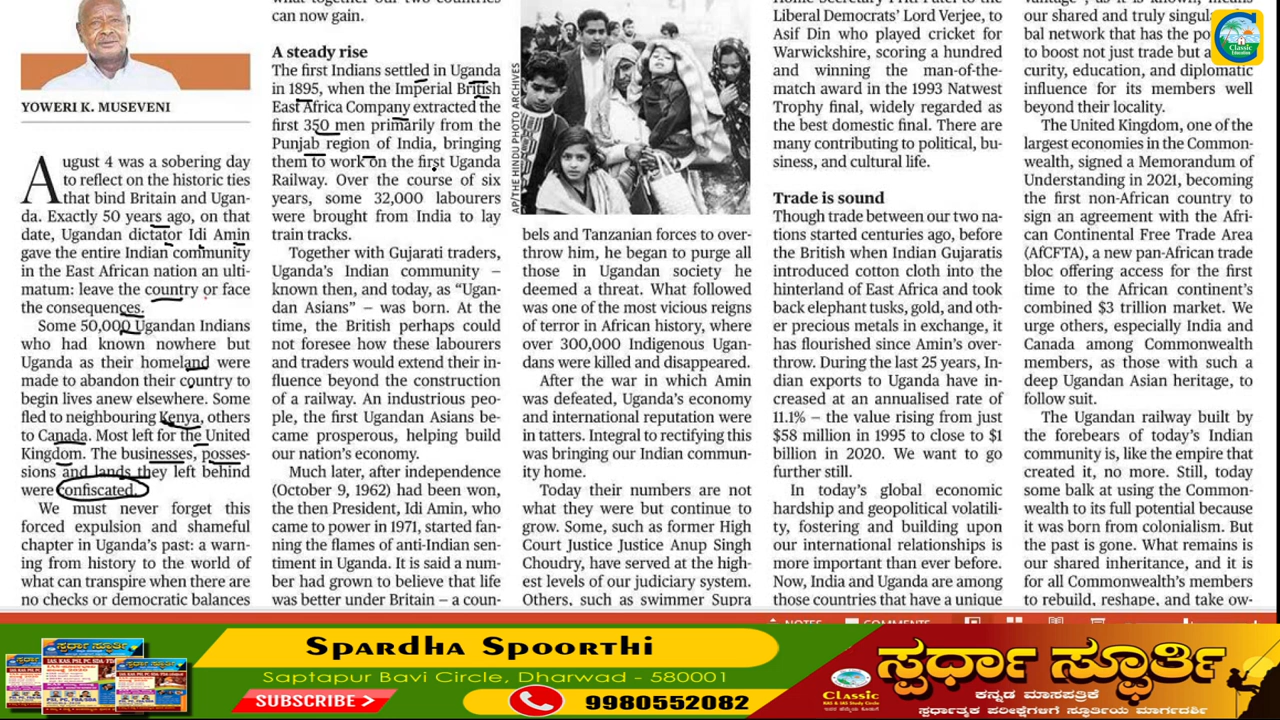 YOWERI K. MUSEVENI
August 4 was a sobering day
to reflect on the historic ties
that bind Britain and Ugan-
da. Exactly 50 years ago, on that
date, Ugandan dictator Idi Amin
gave the entire Indian community
in the East African nation an ulti-
matum: leave the country or face
the consequences.
Some 50,000 Ugandan Indians
who had known nowhere but
Uganda as their homeland were
made to abandon their country to
begin lives anew elsewhere. Some
fled to neighbouring Kenya, others
to Canada. Most left for the United
Kingdom. The businesses, posses-
sions and lands they left behind
were confiscated.
We must never forget this
forced expulsion and shameful
chapter in Uganda's past: a warn-
ing from history to the world of
what can transpire when there are
no checks or democratic balances
what together our two countries
can now gain.
A steady rise
The first Indians settled in Uganda
in 1895, when the Imperial British
East Africa Company extracted the
first 350 men primarily from the
Punjab region of India, bringing
them to work on the first Uganda
Railway. Over the course of six
years, some 32,000 labourers
were brought from India to lay
train tracks.
Together with Gujarati traders,
Uganda's Indian community –
known then, and today, as "Ugan-
dan Asians" – was born. At the
time, the British perhaps could
not foresee how these labourers
and traders would extend their in-
fluence beyond the construction
of a railway. An industrious peo-
ple, the first Ugandan Asians be-
came prosperous, helping build
our nation's economy.
Much later, after independence
(October 9, 1962) had been won,
the then President, Idi Amin, who
came to power in 1971, started fan-
ning the flames of anti-Indian sen-
timent in Uganda. It is said a num-
ber had grown to believe that life
was better under Britain – a coun-
AP/THE HINDU PHOTO ARCHIVES
bels and Tanzanian forces to over-
throw him, he began to purge all
those in Ugandan society he
deemed a threat. What followed
was one of the most vicious reigns
of terror in African history, where
over 300,000 Indigenous Ugan-
dans were killed and disappeared.
After the war in which Amin
was defeated, Uganda's economy
and international reputation were
in tatters. Integral to rectifying this
was bringing our Indian commun-
ity home.
Today their numbers are not
what they were but continue to
grow. Some, such as former High
Court Justice Justice Anup Singh
Choudry, have served at the high-
est levels of our judiciary system.
Others, such as swimmer Supra
Home Secretary Priti Patel to the
Liberal Democrats' Lord Verjee, to
Asif Din who played cricket for
Warwickshire, scoring a hundred
and winning the man-of-the-
match award in the 1993 Natwest
Trophy final, widely regarded as
the best domestic final. There are
many contributing to political, bu-
siness, and cultural life.
Trade is sound
Though trade between our two na-
tions started centuries ago, before
the British when Indian Gujaratis
introduced cotton cloth into the
hinterland of East Africa and took
back elephant tusks, gold, and oth-
er precious metals in exchange, it
has flourished since Amin's over-
throw. During the last 25 years, In-
dian exports to Uganda have in-
creased at an annualised rate of
11.1% – the value rising from just
$58 million in 1995 to close to $1
billion in 2020. We want to go
further still.
In today's global economic
hardship and geopolitical volatili-
ty, fostering and building upon
our international relationships is
more important than ever before.
Now, India and Uganda are among
those countries that have a unique
vantage", as it is known, means
our shared and truly singul
bal network that has the po
to boost not just trade but a
curity, education, and diplomatic
influence for its members well
beyond their locality.
The United Kingdom, one of the
largest economies in the Common-
wealth, signed a Memorandum of
Understanding in 2021, becoming
the first non-African country to
sign an agreement with the Afri-
can Continental Free Trade Area
(AfCFTA), a new pan-African trade
bloc offering access for the first
time to the African continent's
combined $3 trillion market. We
urge others, especially India and
Canada among Commonwealth
members, as those with such a
deep Ugandan Asian heritage, to
follow suit.
The Ugandan railway built by
the forebears of today's Indian
community is, like the empire that
created it, no more. Still, today
some balk at using the Common-
wealth to its full potential because
it was born from colonialism. But
the past is gone. What remains is
our shared inheritance, and it is
for all Commonwealth's members
to rebuild, reshape, and take ow-
Classic
Education
NOTES COMMENTS
Spardha Spoorthi
Saptapur Bavi Circle, Dharwad - 580001
SUBSCRIBE
9980552082
Classic
IAS & KAS Study Circle
ಸ್ಪರ್ಧಾ ಸ್ಫೂರ್ತಿ
ಕನ್ನಡ ಮಾಸಪತ್ರಿಕೆ
ಸ್ಪರ್ಧಾತ್ಮಕ ಪರೀಕ್ಷೆಗಳಿಗೆ ಸ್ಫೂರ್ತಿಯ ಮಾರ್ಗದರ್ಶಿ